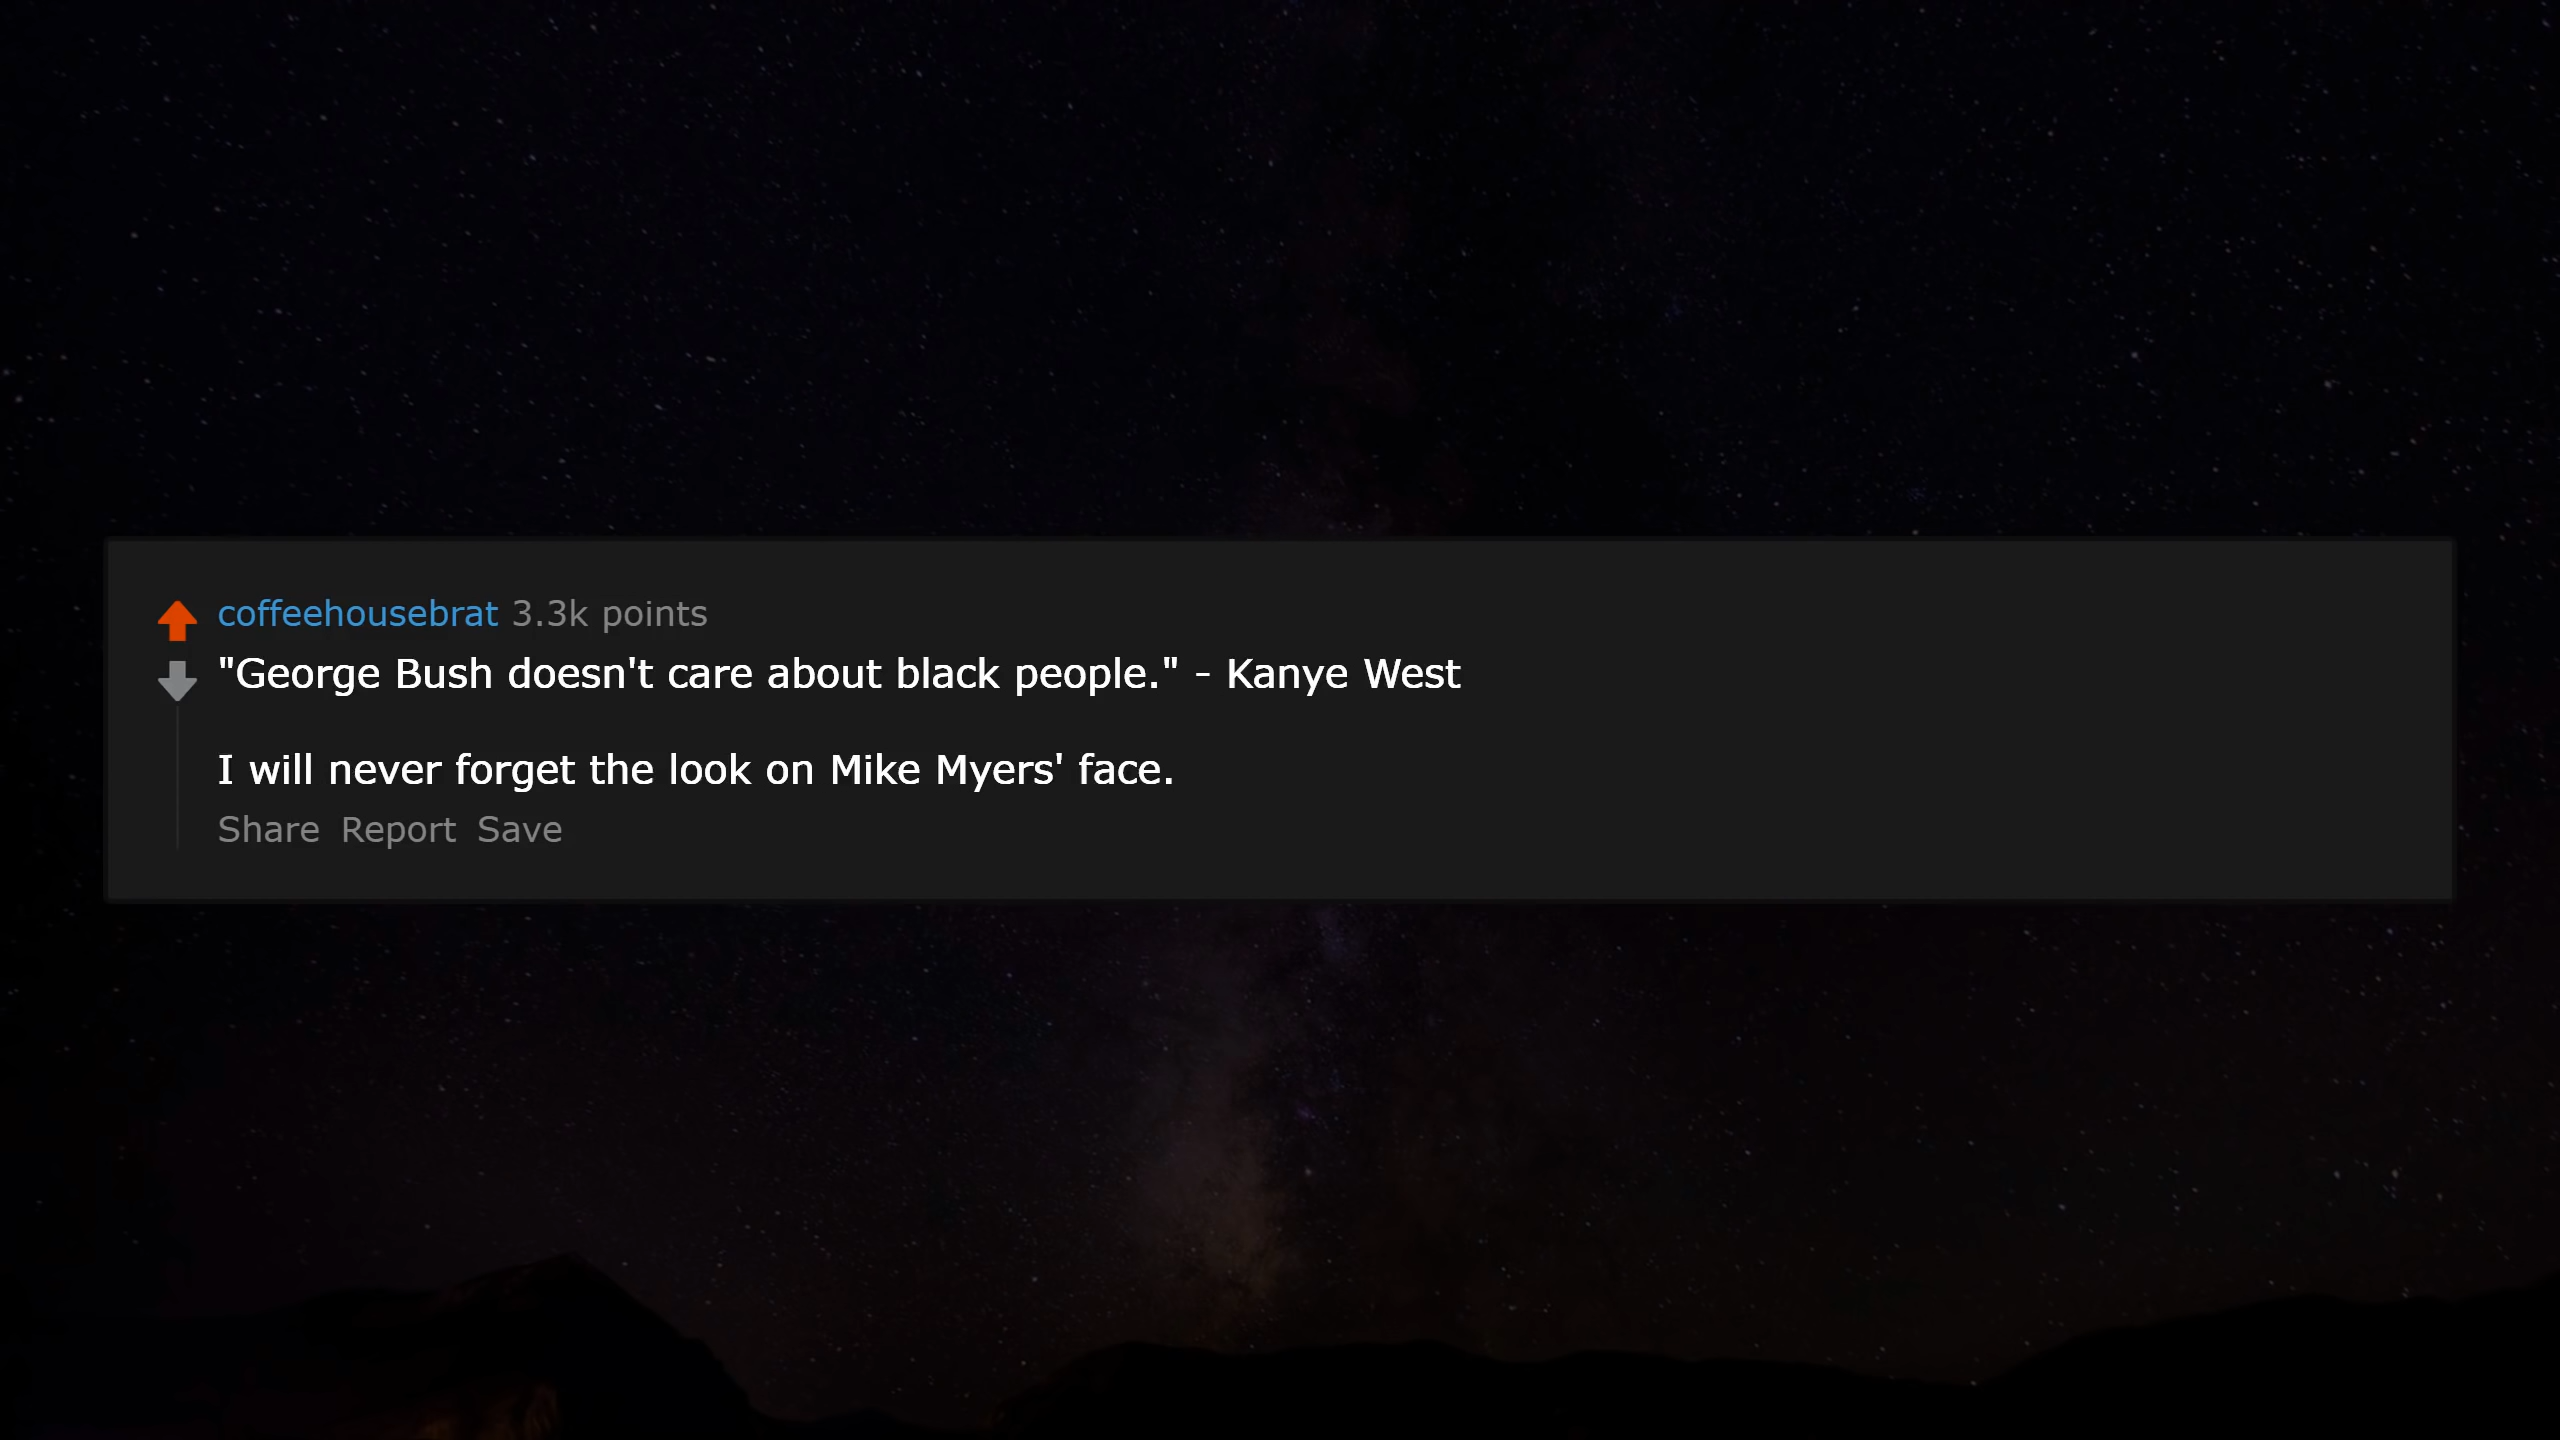 coffeehousebrat 3.3k points
"George Bush doesn't care about black people." - Kanye West
I will never forget the look on Mike Myers' face.
Share Report Save